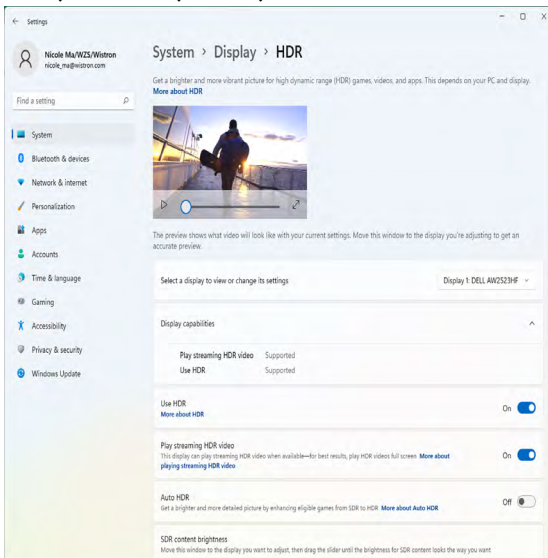 Settings
Nicole Ma/WZS/Wistron
nicole_ma@wistron.com
Find a setting
System
Bluetooth & devices
Network & internet
Personalization
Apps
Accounts
Time & language
Gaming
Accessibility
Privacy & security
Windows Update
System > Display > HDR
Get a brighter and more vibrant picture for high dynamic range (HDR) games, videos, and apps. This depends on your PC and display.
More about HDR
The preview shows what video will look like with your current settings. Move this window to the display you're adjusting to get an
accurate preview.
Select a display to view or change its settings
Display 1: DELL AW2523HF
Display capabilities
Play streaming HDR video Supported
Use HDR Supported
Use HDR
More about HDR
On
Play streaming HDR video
This display can play streaming HDR video when available—for best results, play HDR videos full screen More about
playing streaming HDR video
On
Auto HDR
Get a brighter and more detailed picture by enhancing eligible games from SDR to HDR More about Auto HDR
Off
SDR content brightness
Move this window to the display you want to adjust, then drag the slider until the brightness for SDR content looks the way you want